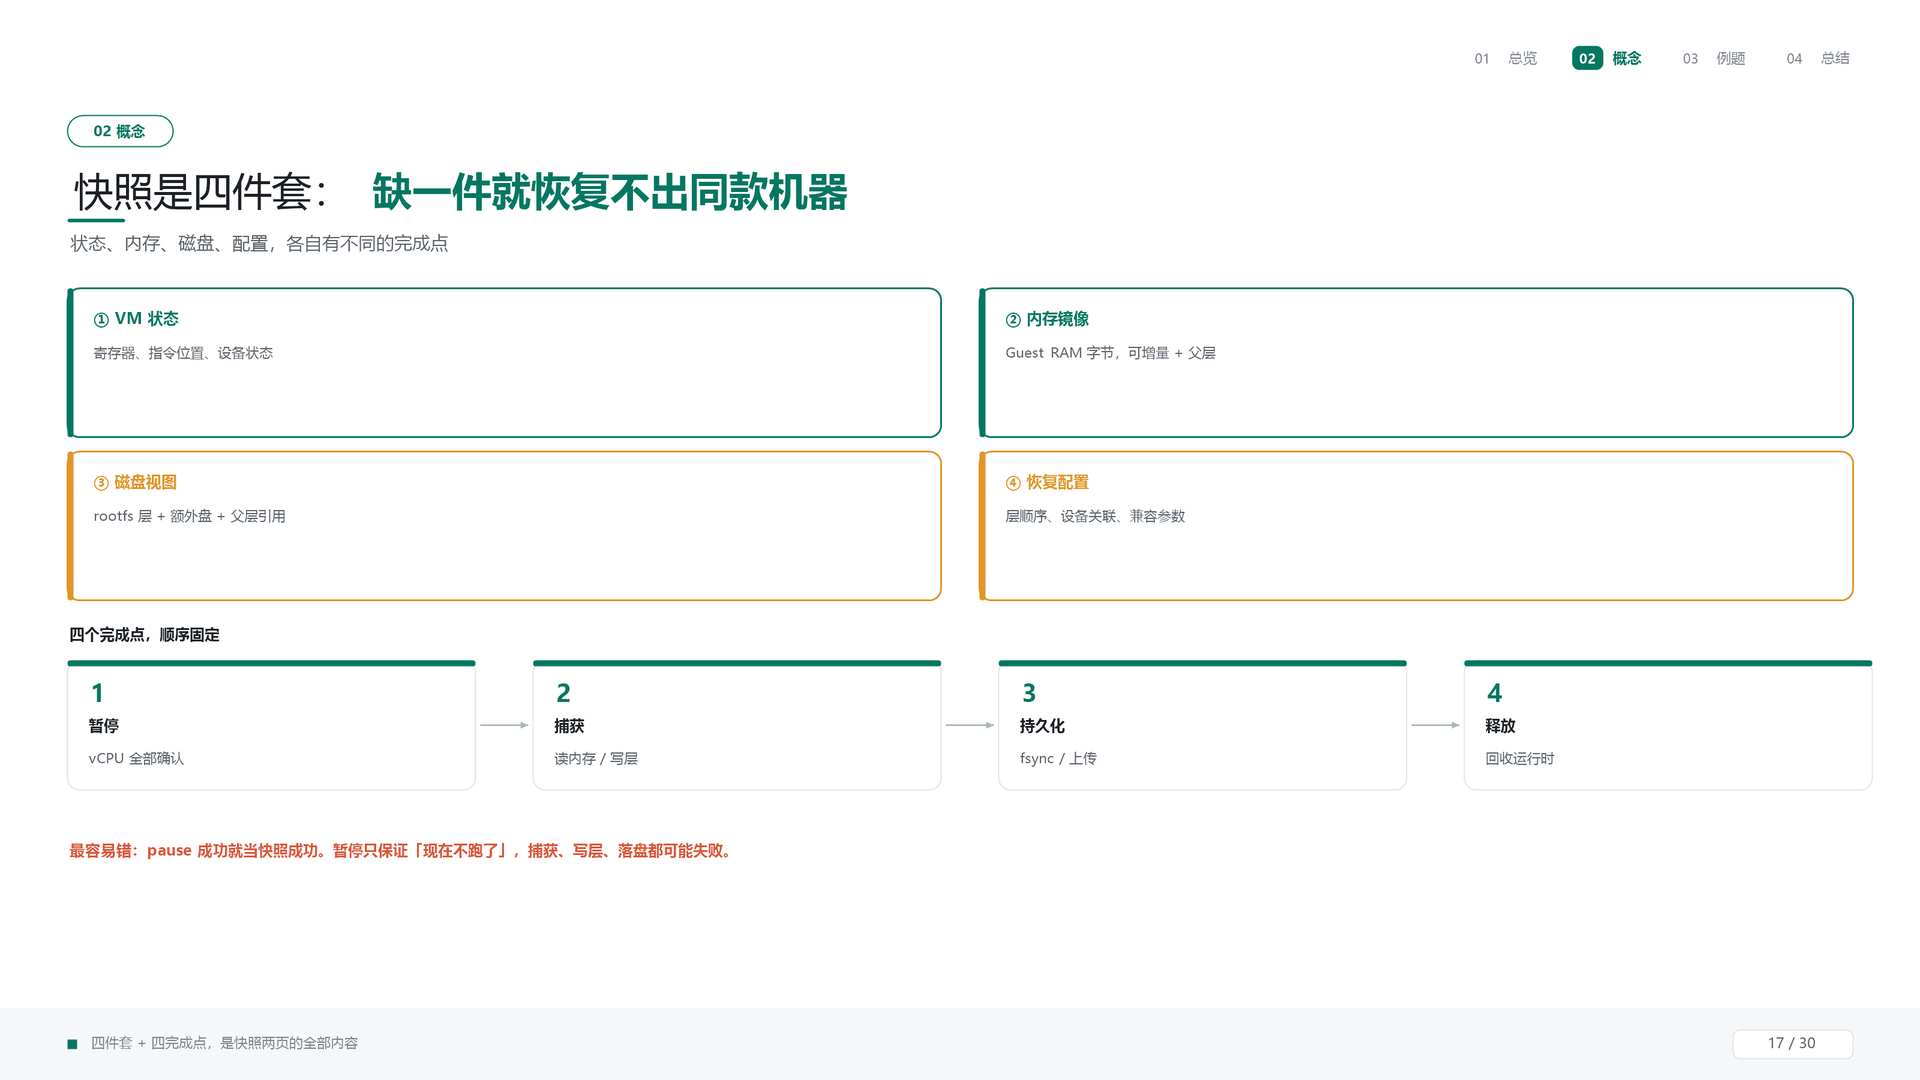 01 总览 02 概念 03 例题 04 总结
02 概念
快照是四件套： 缺一件就恢复不出同款机器
状态、内存、磁盘、配置，各自有不同的完成点
① VM 状态
寄存器、指令位置、设备状态
② 内存镜像
Guest RAM 字节，可增量 + 父层
③ 磁盘视图
rootfs 层 + 额外盘 + 父层引用
④ 恢复配置
层顺序、设备关联、兼容参数
四个完成点，顺序固定
1
暂停
vCPU 全部确认
2
捕获
读内存 / 写层
3
持久化
fsync / 上传
4
释放
回收运行时
最容易错：pause 成功就当快照成功。暂停只保证「现在不跑了」，捕获、写层、落盘都可能失败。
四件套 + 四完成点，是快照两页的全部内容
17 / 30